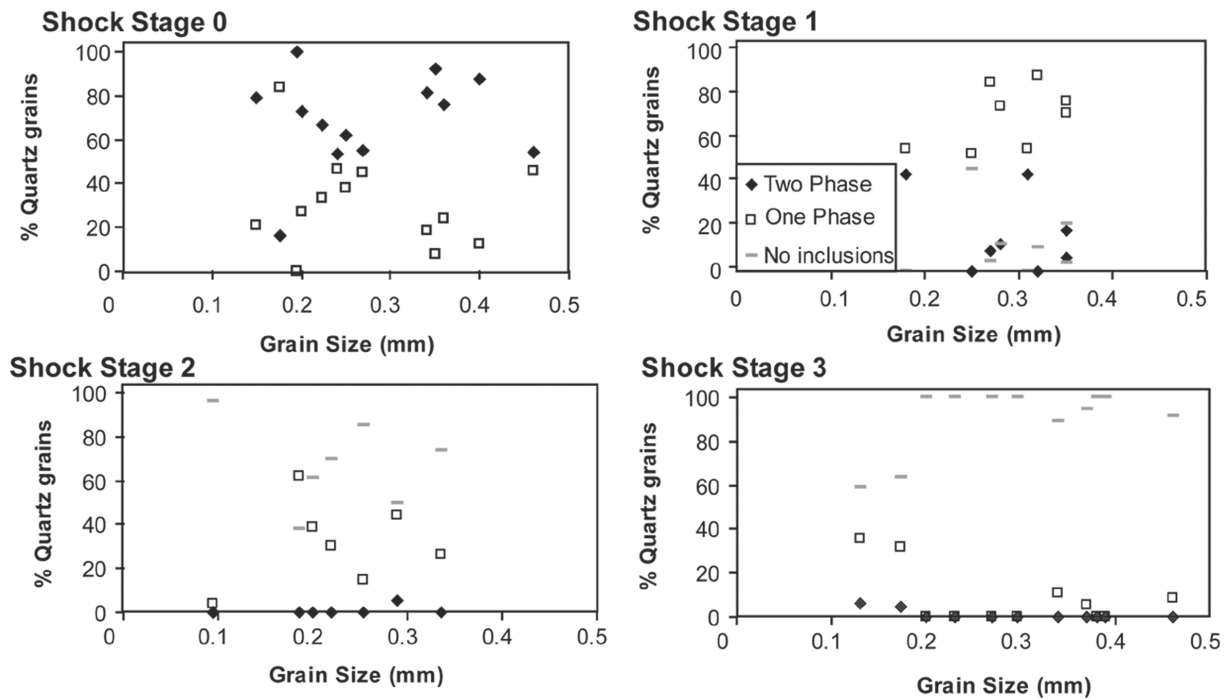 Shock Stage 0
% Quartz grains
100
80
60
40
20
0
0 0.1 0.2 0.3 0.4 0.5
Grain Size (mm)
Shock Stage 1
% Quartz grains
100
80
60
40
20
0
Two Phase
One Phase
No inclusions
0 0.1 0.2 0.3 0.4 0.5
Grain Size (mm)
Shock Stage 2
% Quartz grains
100
80
60
40
20
0
0 0.1 0.2 0.3 0.4 0.5
Grain Size (mm)
Shock Stage 3
% Quartz grains
100
80
60
40
20
0
0 0.1 0.2 0.3 0.4 0.5
Grain Size (mm)